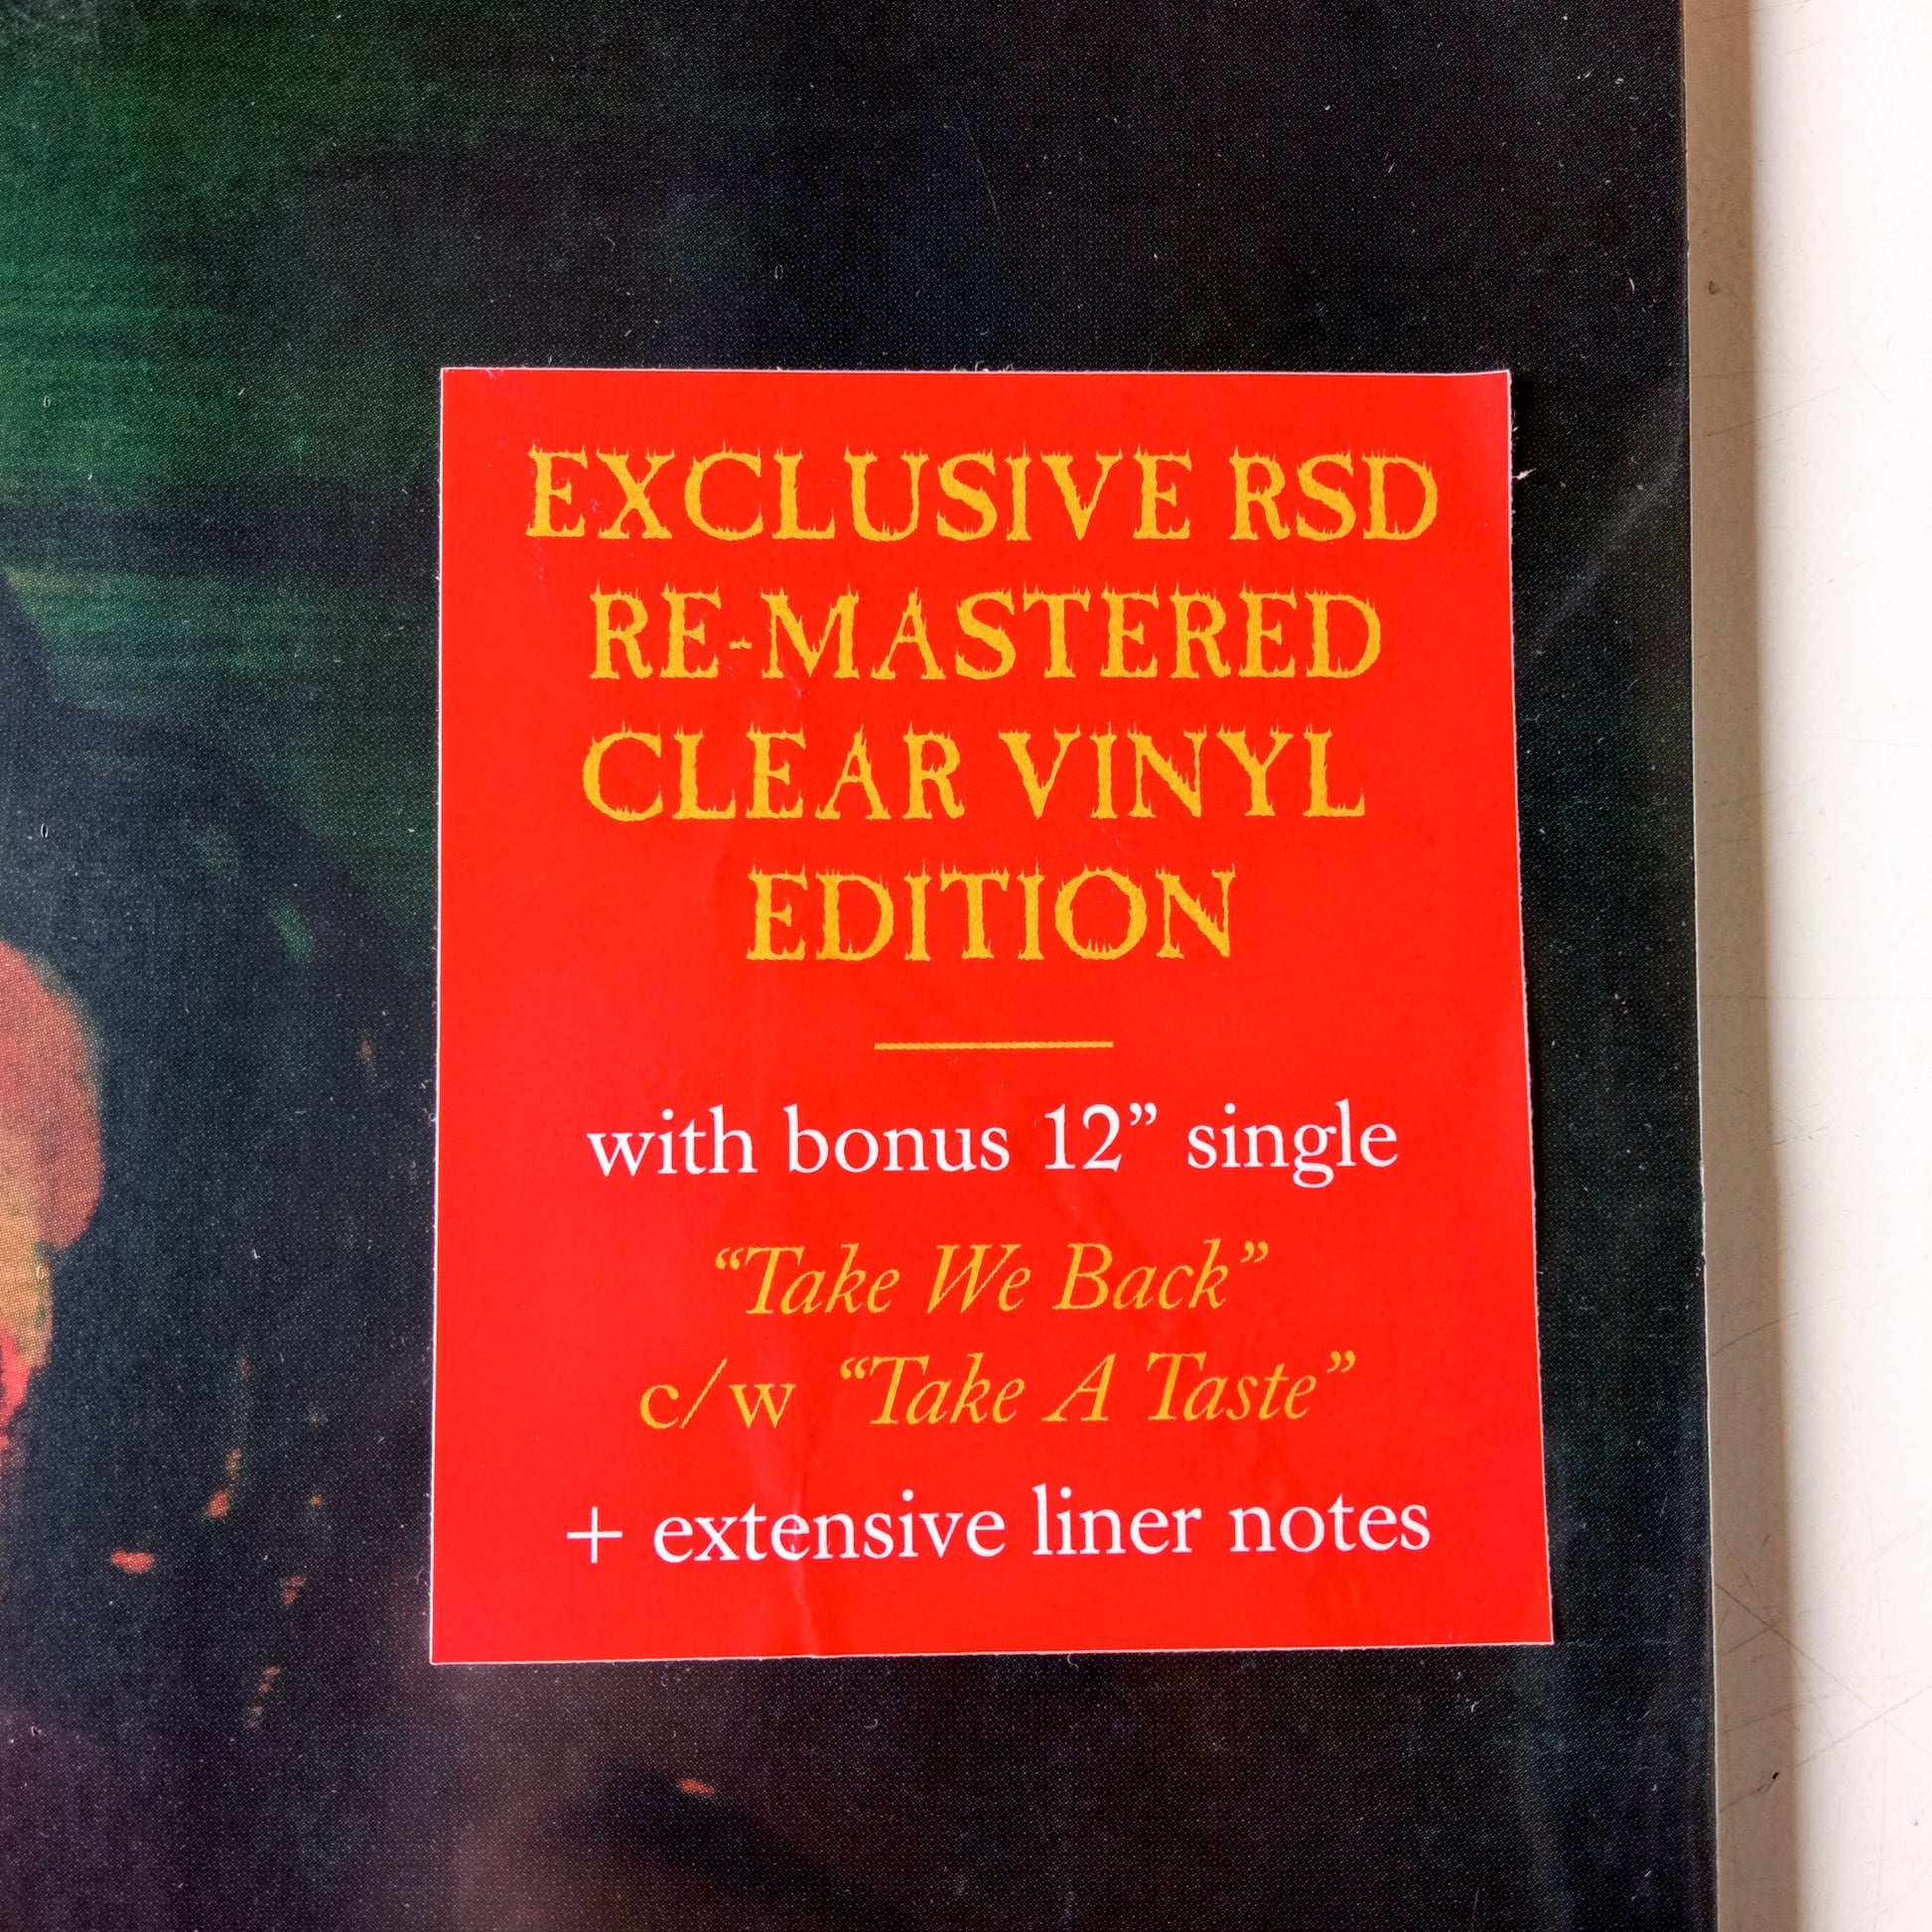 EXCLUSIVE RSD
RE-MASTERED
CLEAR VINYL
EDITION
with bonus 12” single
“Take We Back”
c/w “Take A Taste”
+ extensive liner notes